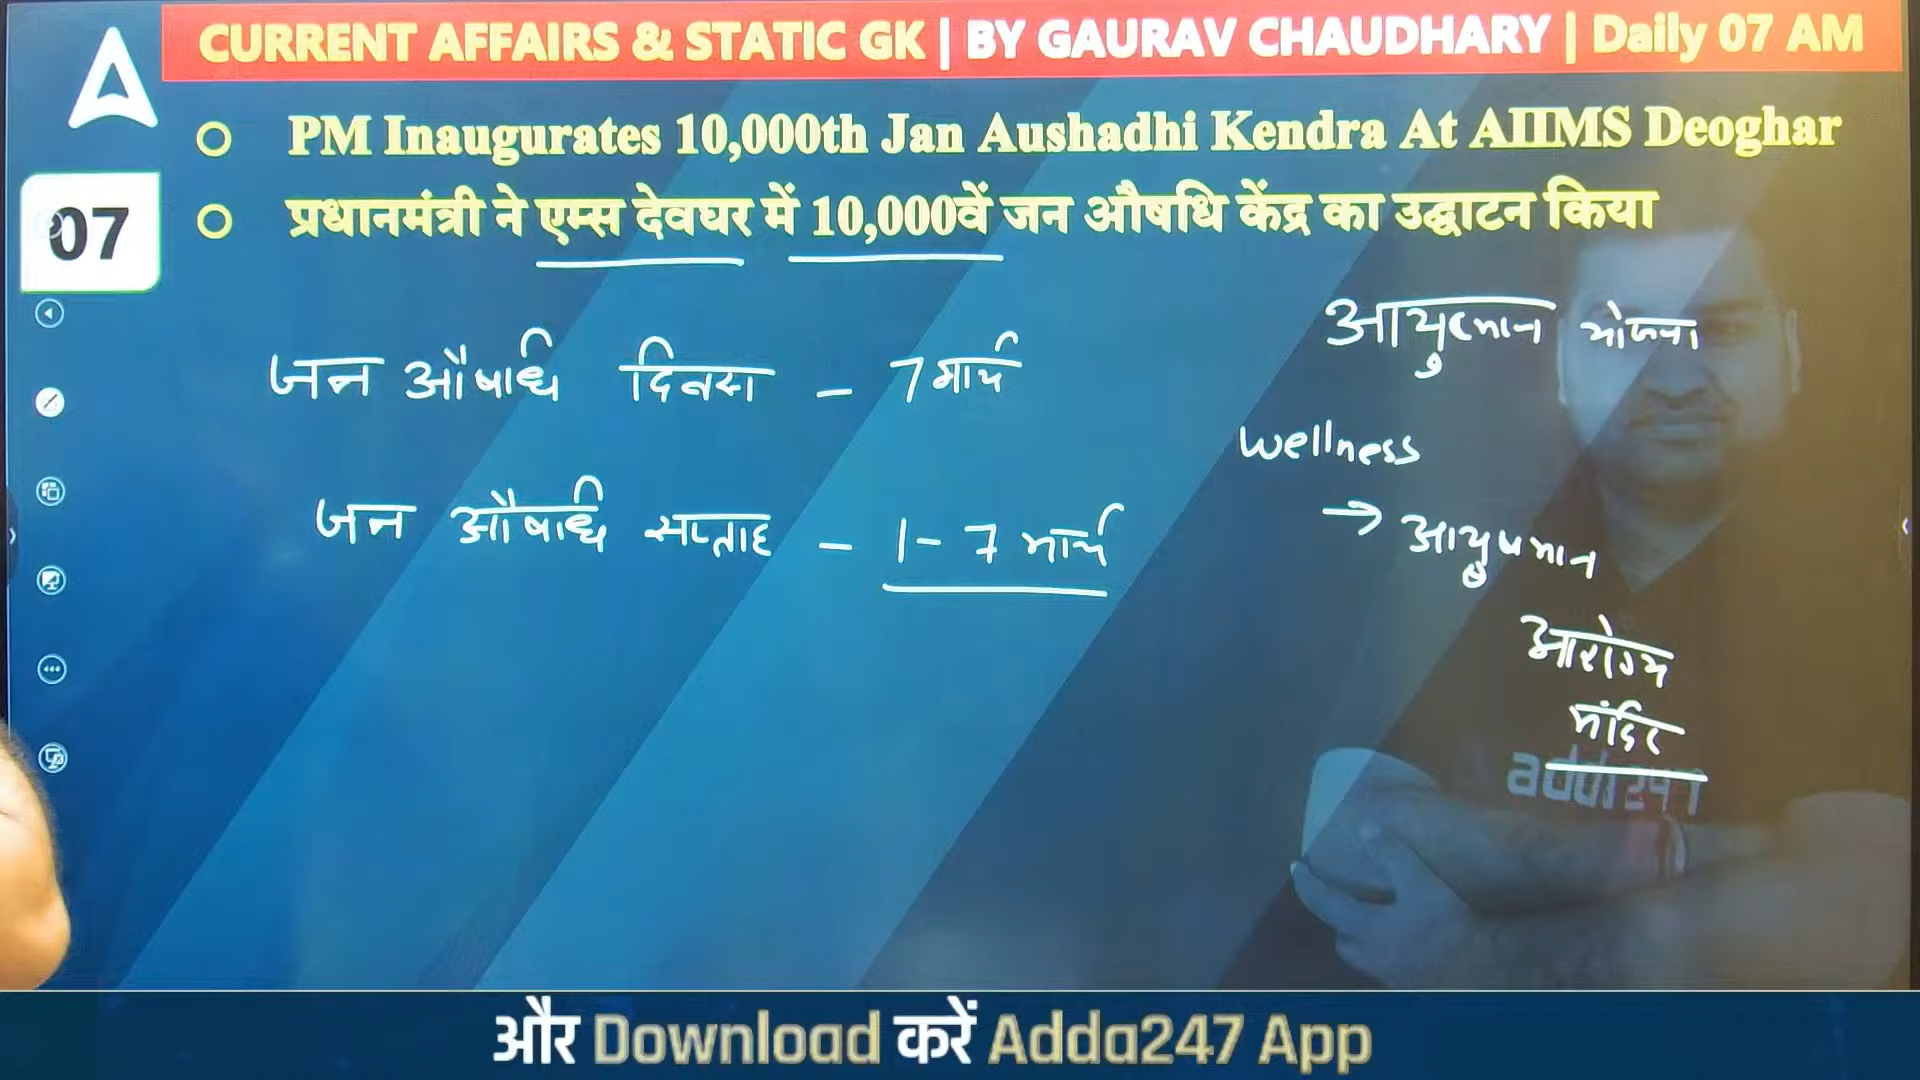 CURRENT AFFAIRS & STATIC GK | BY GAURAV CHAUDHARY | Daily 07 AM
PM Inaugurates 10,000th Jan Aushadhi Kendra At AIIMS Deoghar
07
प्रधानमंत्री ने एम्स देवघर में 10,000वें जन औषधि केंद्र का उद्घाटन किया
आयुष्मान योजना
जन औषधि दिवस - 7 मार्च
wellness
जन औषधि सप्ताह - 1-7 मार्च
→ आयुष्मान
आरोग्य
मंदिर
adda247
और Download करें Adda247 App